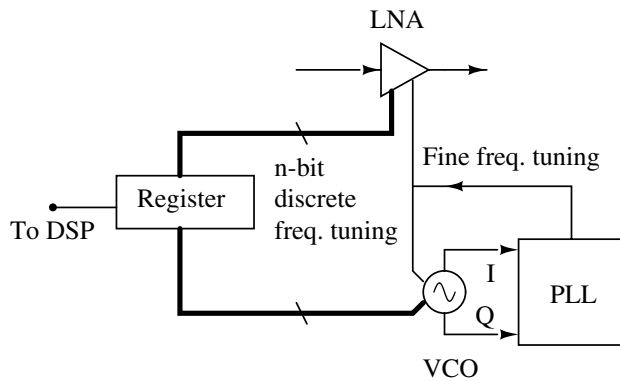 LNA
Fine freq. tuning
n-bit
discrete
freq. tuning
Register
To DSP
I
Q
PLL
VCO